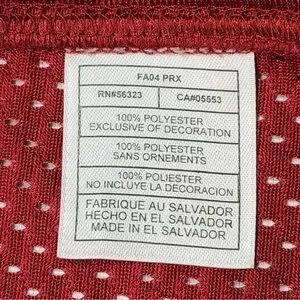 FA04 PRX
RN#56323 CA#05553
100% POLYESTER
EXCLUSIVE OF DECORATION
100% POLYESTER
SANS ORNEMENTS
100% POLIESTER
NO INCLUYE LA DECORACION
FABRIQUE AU SALVADOR
HECHO EN EL SALVADOR
MADE IN EL SALVADOR